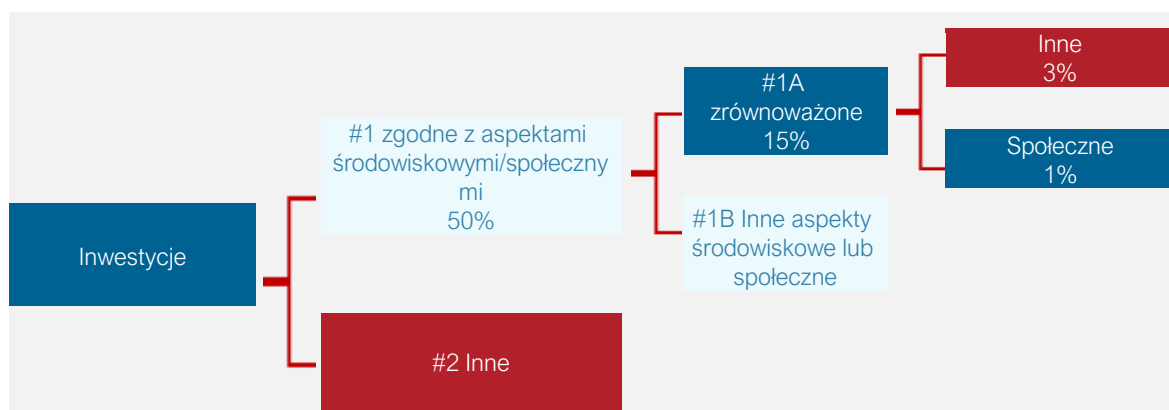 Inwestycje
#1 zgodne z aspektami
środowiskowymi/społeczny
mi
50%
#2 Inne
#1A
zrównoważone
15%
#1B Inne aspekty
środowiskowe lub
społeczne
Inne
3%
Społeczne
1%